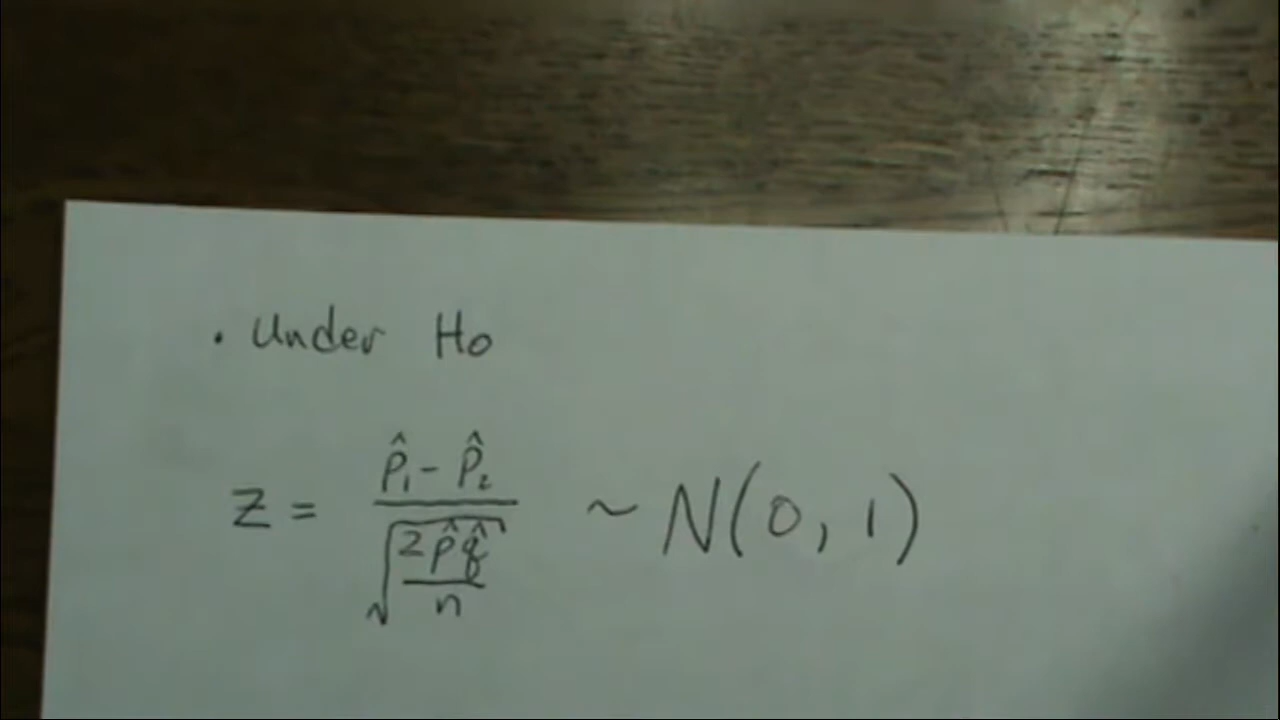 . Under Ho
Z = (p̂₁ - p̂₂) / √(2p̂q̂ / n) ~ N(0, 1)